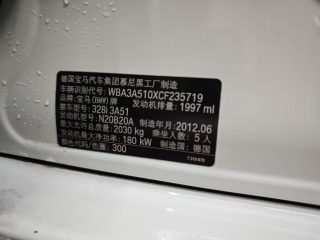 德国宝马汽车集团慕尼黑工厂制造
车辆识别代号: WBA3A510XCF235719
品牌: 宝马(BMW)牌 发动机排量: 1997 ml
整车型号: 328i 3A51
发动机型号: N20B20A 制造年月: 2012.06
最大允许总质量: 2030 kg 乘坐人数: 5 人
发动机最大净功率: 180 kW 制造国: 德国
颜色代码/色圈: 300